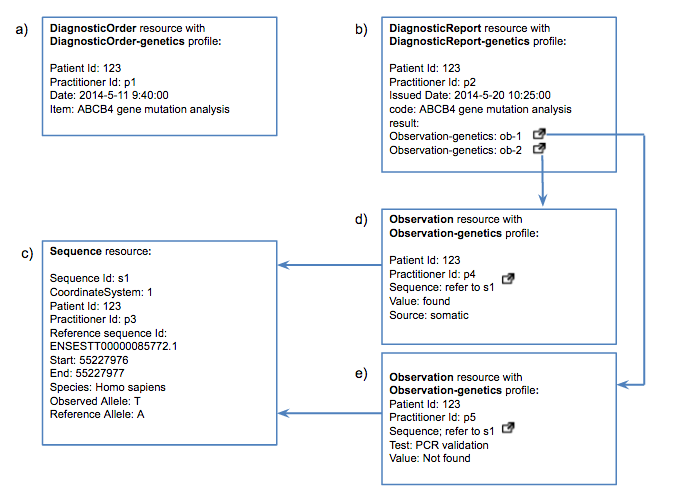 a)
DiagnosticOrder resource with
DiagnosticOrder-genetics profile:
Patient Id: 123
Practitioner Id: p1
Date: 2014-5-11 9:40:00
Item: ABCB4 gene mutation analysis
b)
DiagnosticReport resource with
DiagnosticReport-genetics profile:
Patient Id: 123
Practitioner Id: p2
Issued Date: 2014-5-20 10:25:00
code: ABCB4 gene mutation analysis
result:
Observation-genetics: ob-1
Observation-genetics: ob-2
c)
Sequence resource:
Sequence Id: s1
CoordinateSystem: 1
Patient Id: 123
Practitioner Id: p3
Reference sequence Id:
ENSESTT00000085772.1
Start: 55227976
End: 55227977
Species: Homo sapiens
Observed Allele: T
Reference Allele: A
d)
Observation resource with
Observation-genetics profile:
Patient Id: 123
Practitioner Id: p4
Sequence: refer to s1
Value: found
Source: somatic
e)
Observation resource with
Observation-genetics profile:
Patient Id: 123
Practitioner Id: p5
Sequence; refer to s1
Test: PCR validation
Value: Not found